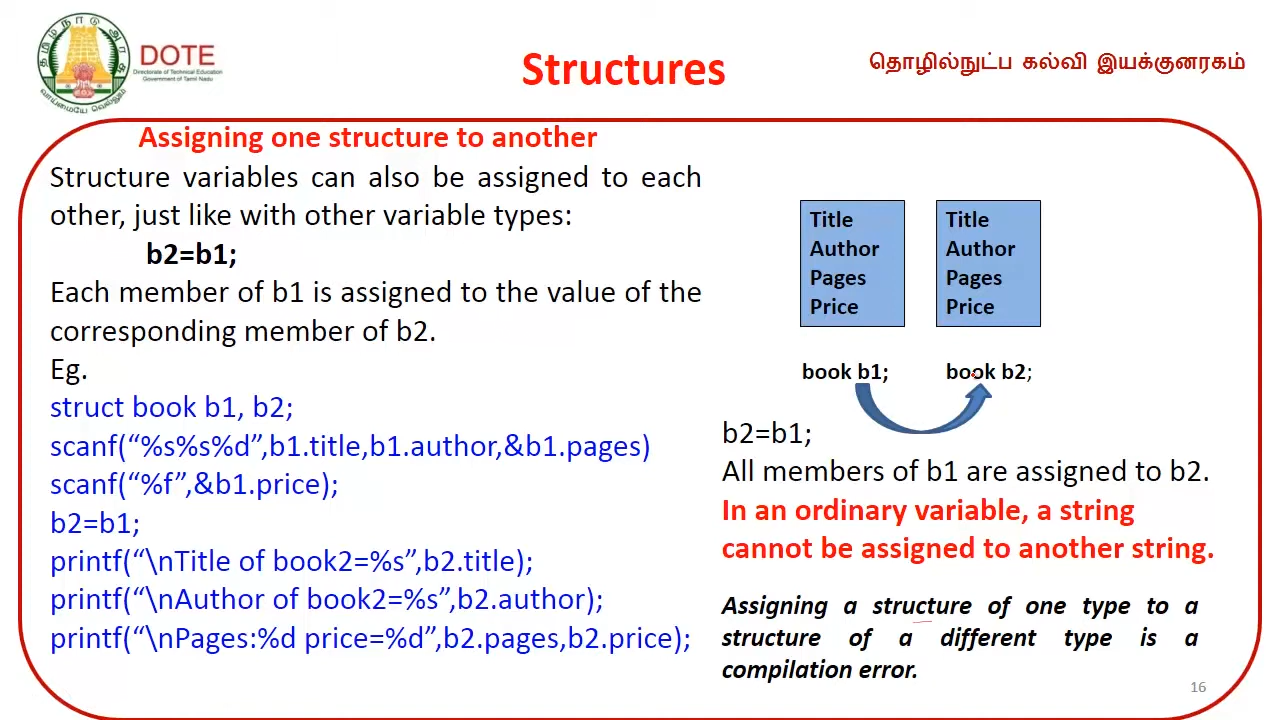 தமிழ்நாடு அரசு
வாய்மையே வெல்லும்
DOTE
Directorate of Technical Education
Government of Tamil Nadu
Structures
தொழில்நுட்ப கல்வி இயக்குனரகம்
Assigning one structure to another
Structure variables can also be assigned to each
other, just like with other variable types:
b2=b1;
Each member of b1 is assigned to the value of the
corresponding member of b2.
Eg.
struct book b1, b2;
scanf(“%s%s%d”,b1.title,b1.author,&b1.pages)
scanf(“%f”,&b1.price);
b2=b1;
printf(“\nTitle of book2=%s”,b2.title);
printf(“\nAuthor of book2=%s”,b2.author);
printf(“\nPages:%d price=%d”,b2.pages,b2.price);
Title
Author
Pages
Price
Title
Author
Pages
Price
book b1;
book b2;
b2=b1;
All members of b1 are assigned to b2.
In an ordinary variable, a string
cannot be assigned to another string.
Assigning a structure of one type to a
structure of a different type is a
compilation error.
16